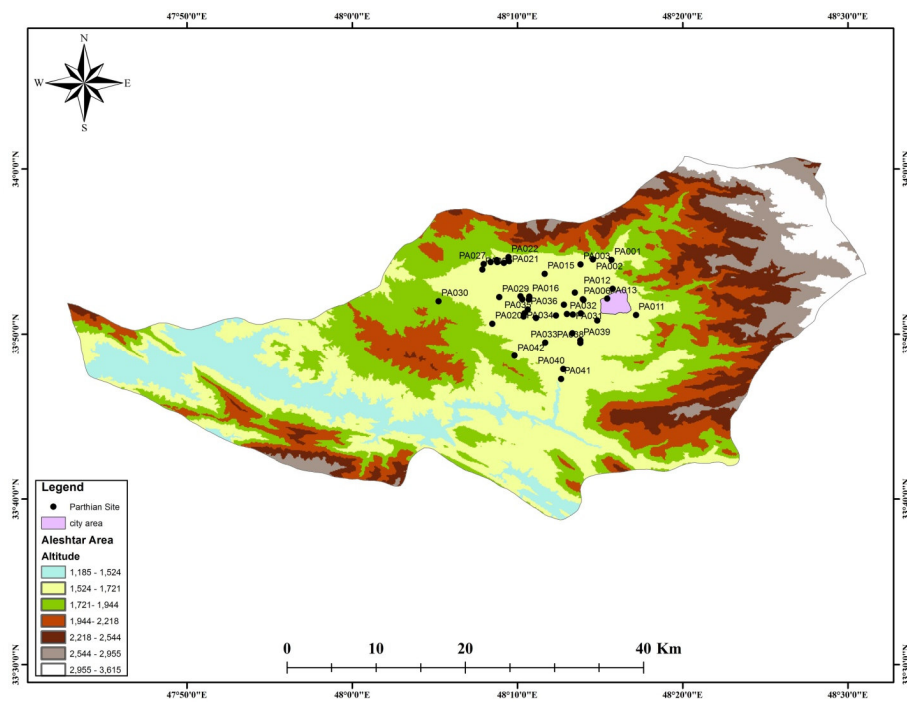 47°50'0"E 48°0'0"E 48°10'0"E 48°20'0"E 48°30'0"E
N
W E
S
34°0'0"N 34°0'0"N
PA022
PA027 PA021
PA003 PA001
PA002
PA015
PA012
PA029 PA016 PA006 PA013
PA030
PA036
PA035 PA032 PA011
PA020 PA034 PA031
33°50'0"N 33°50'0"N
PA033 PA038 PA039
PA042
PA040
PA041
33°40'0"N 33°40'0"N
33°30'0"N 33°30'0"N
Legend
Parthian Site
city area
Aleshtar Area
Altitude
1,185 - 1,524
1,524 - 1,721
1,721- 1,944
1,944- 2,218
2,218 - 2,544
2,544 - 2,955
2,955 - 3,615
0 10 20 40 Km
47°50'0"E 48°0'0"E 48°10'0"E 48°20'0"E 48°30'0"E